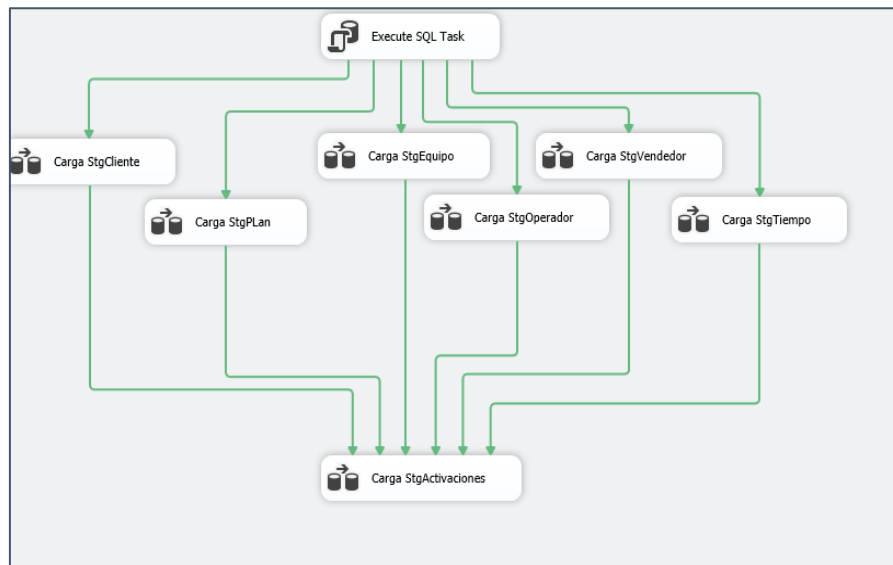 Execute SQL Task
Carga StgCliente
Carga StgPLan
Carga StgEquipo
Carga StgOperador
Carga StgVendedor
Carga StgTiempo
Carga StgActivaciones